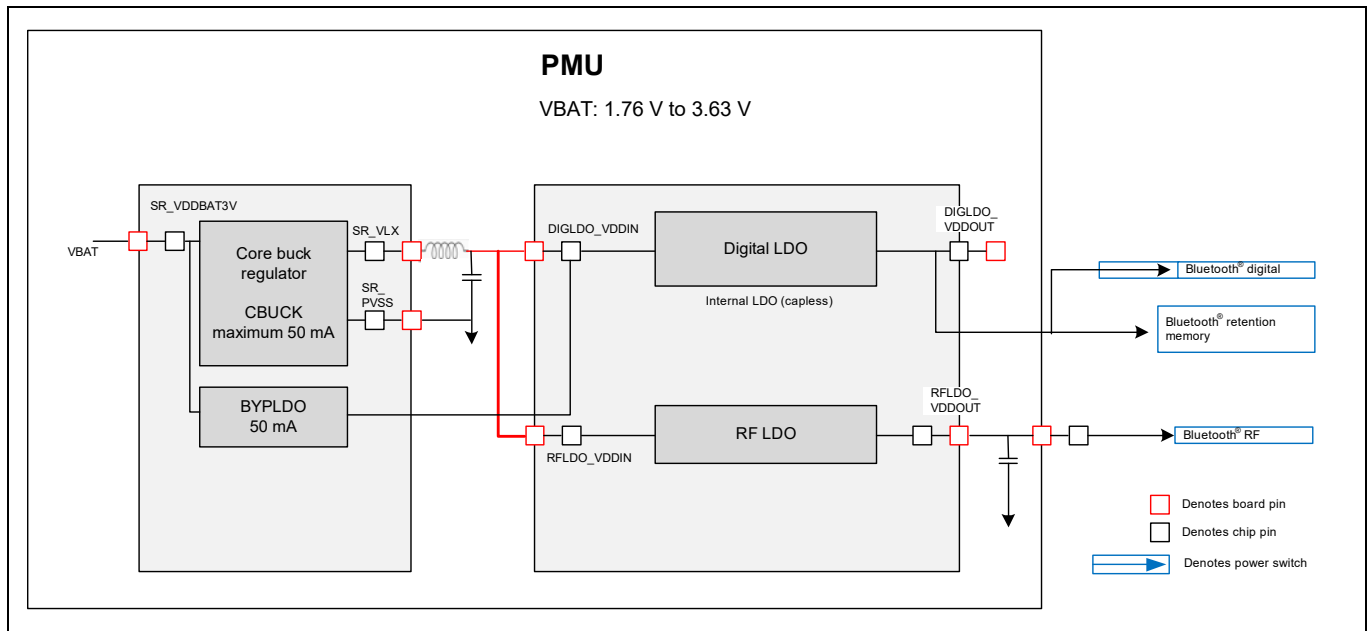 PMU
VBAT: 1.76 V to 3.63 V
SR_VDDBAT3V
VBAT
Core buck
regulator
CBUCK
maximum 50 mA
SR_VLX
SR_
PVSS
BYPLDO
50 mA
DIGLDO_VDDIN
Digital LDO
Internal LDO (capless)
DIGLDO_
VDDOUT
RFLDO_VDDIN
RF LDO
RFLDO_
VDDOUT
Bluetooth® digital
Bluetooth® retention
memory
Bluetooth® RF
Denotes board pin
Denotes chip pin
Denotes power switch